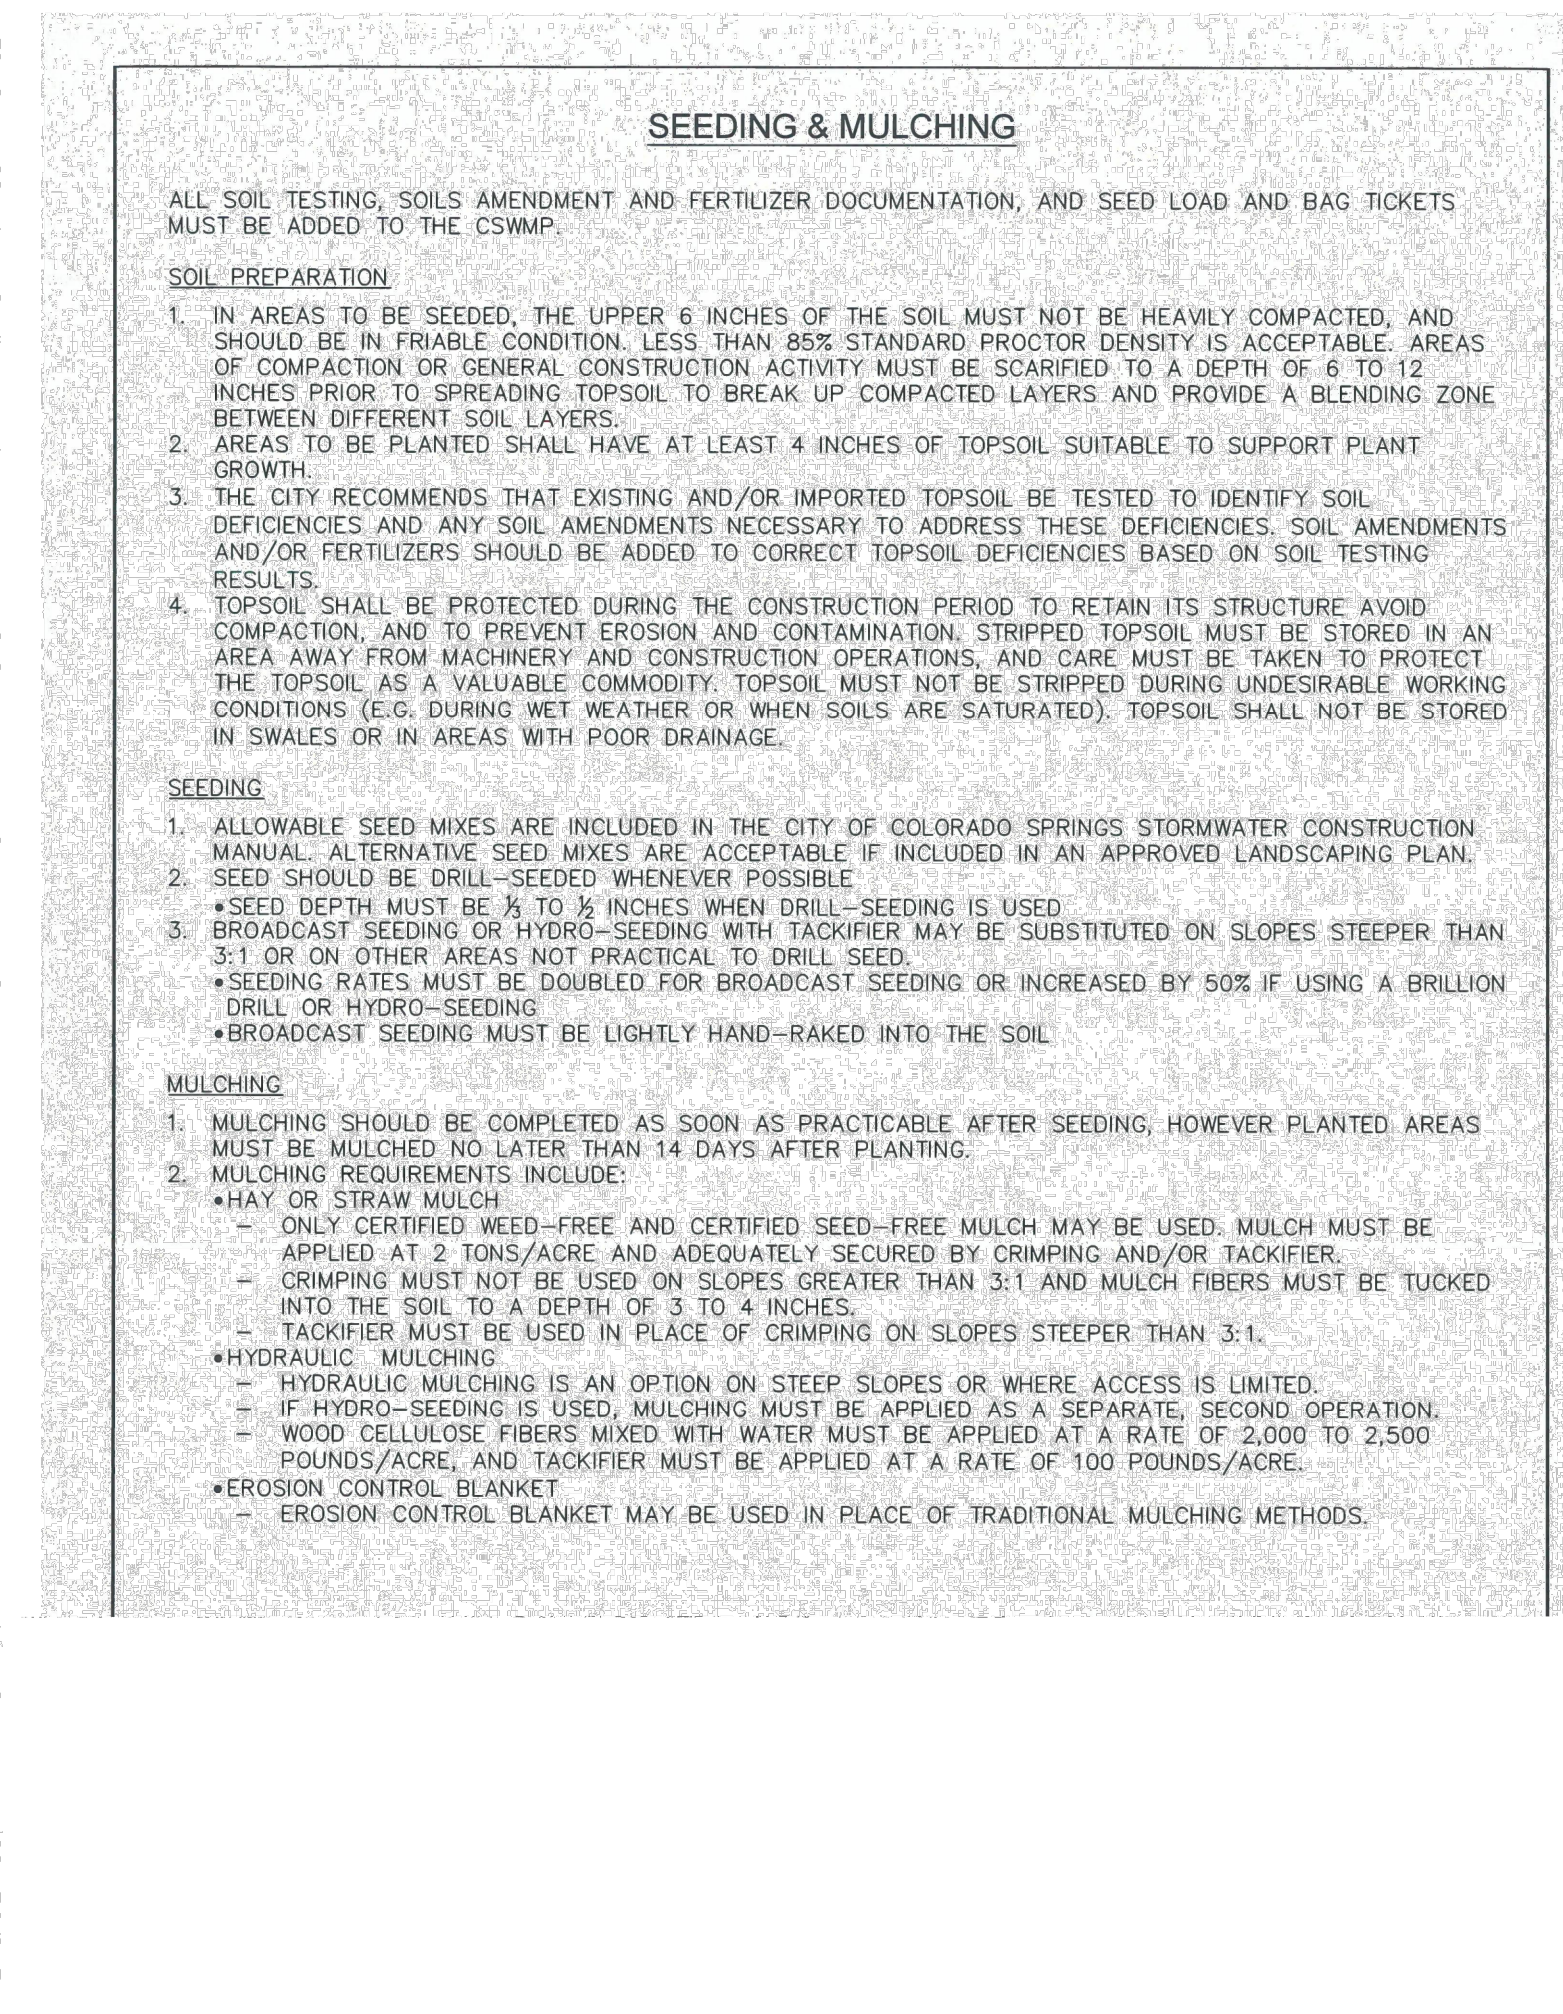 SEEDING & MULCHING
ALL SOIL TESTING, SOILS AMENDMENT AND FERTILIZER DOCUMENTATION, AND SEED LOAD AND BAG TICKETS
MUST BE ADDED TO THE CSWMP.
SOIL PREPARATION
1. IN AREAS TO BE SEEDED, THE UPPER 6 INCHES OF THE SOIL MUST NOT BE HEAVILY COMPACTED, AND
SHOULD BE IN FRIABLE CONDITION. LESS THAN 85% STANDARD PROCTOR DENSITY IS ACCEPTABLE. AREAS
OF COMPACTION OR GENERAL CONSTRUCTION ACTIVITY MUST BE SCARIFIED TO A DEPTH OF 6 TO 12
INCHES PRIOR TO SPREADING TOPSOIL TO BREAK UP COMPACTED LAYERS AND PROVIDE A BLENDING ZONE
BETWEEN DIFFERENT SOIL LAYERS.
2. AREAS TO BE PLANTED SHALL HAVE AT LEAST 4 INCHES OF TOPSOIL SUITABLE TO SUPPORT PLANT
GROWTH.
3. THE CITY RECOMMENDS THAT EXISTING AND/OR IMPORTED TOPSOIL BE TESTED TO IDENTIFY SOIL
DEFICIENCIES AND ANY SOIL AMENDMENTS NECESSARY TO ADDRESS THESE DEFICIENCIES. SOIL AMENDMENTS
AND/OR FERTILIZERS SHOULD BE ADDED TO CORRECT TOPSOIL DEFICIENCIES BASED ON SOIL TESTING
RESULTS.
4. TOPSOIL SHALL BE PROTECTED DURING THE CONSTRUCTION PERIOD TO RETAIN ITS STRUCTURE AVOID
COMPACTION, AND TO PREVENT EROSION AND CONTAMINATION. STRIPPED TOPSOIL MUST BE STORED IN AN
AREA AWAY FROM MACHINERY AND CONSTRUCTION OPERATIONS, AND CARE MUST BE TAKEN TO PROTECT
THE TOPSOIL AS A VALUABLE COMMODITY. TOPSOIL MUST NOT BE STRIPPED DURING UNDESIRABLE WORKING
CONDITIONS (E.G. DURING WET WEATHER OR WHEN SOILS ARE SATURATED). TOPSOIL SHALL NOT BE STORED
IN SWALES OR IN AREAS WITH POOR DRAINAGE.
SEEDING
1. ALLOWABLE SEED MIXES ARE INCLUDED IN THE CITY OF COLORADO SPRINGS STORMWATER CONSTRUCTION
MANUAL. ALTERNATIVE SEED MIXES ARE ACCEPTABLE IF INCLUDED IN AN APPROVED LANDSCAPING PLAN.
2. SEED SHOULD BE DRILL–SEEDED WHENEVER POSSIBLE
•SEED DEPTH MUST BE ⅓ TO ½ INCHES WHEN DRILL–SEEDING IS USED
3. BROADCAST SEEDING OR HYDRO–SEEDING WITH TACKIFIER MAY BE SUBSTITUTED ON SLOPES STEEPER THAN
3:1 OR ON OTHER AREAS NOT PRACTICAL TO DRILL SEED.
•SEEDING RATES MUST BE DOUBLED FOR BROADCAST SEEDING OR INCREASED BY 50% IF USING A BRILLION
DRILL OR HYDRO–SEEDING
•BROADCAST SEEDING MUST BE LIGHTLY HAND–RAKED INTO THE SOIL
MULCHING
1. MULCHING SHOULD BE COMPLETED AS SOON AS PRACTICABLE AFTER SEEDING, HOWEVER PLANTED AREAS
MUST BE MULCHED NO LATER THAN 14 DAYS AFTER PLANTING.
2. MULCHING REQUIREMENTS INCLUDE:
•HAY OR STRAW MULCH
– ONLY CERTIFIED WEED–FREE AND CERTIFIED SEED–FREE MULCH MAY BE USED. MULCH MUST BE
APPLIED AT 2 TONS/ACRE AND ADEQUATELY SECURED BY CRIMPING AND/OR TACKIFIER.
– CRIMPING MUST NOT BE USED ON SLOPES GREATER THAN 3:1 AND MULCH FIBERS MUST BE TUCKED
INTO THE SOIL TO A DEPTH OF 3 TO 4 INCHES.
– TACKIFIER MUST BE USED IN PLACE OF CRIMPING ON SLOPES STEEPER THAN 3:1.
•HYDRAULIC MULCHING
– HYDRAULIC MULCHING IS AN OPTION ON STEEP SLOPES OR WHERE ACCESS IS LIMITED.
– IF HYDRO–SEEDING IS USED, MULCHING MUST BE APPLIED AS A SEPARATE, SECOND OPERATION.
– WOOD CELLULOSE FIBERS MIXED WITH WATER MUST BE APPLIED AT A RATE OF 2,000 TO 2,500
POUNDS/ACRE, AND TACKIFIER MUST BE APPLIED AT A RATE OF 100 POUNDS/ACRE.
•EROSION CONTROL BLANKET
– EROSION CONTROL BLANKET MAY BE USED IN PLACE OF TRADITIONAL MULCHING METHODS.